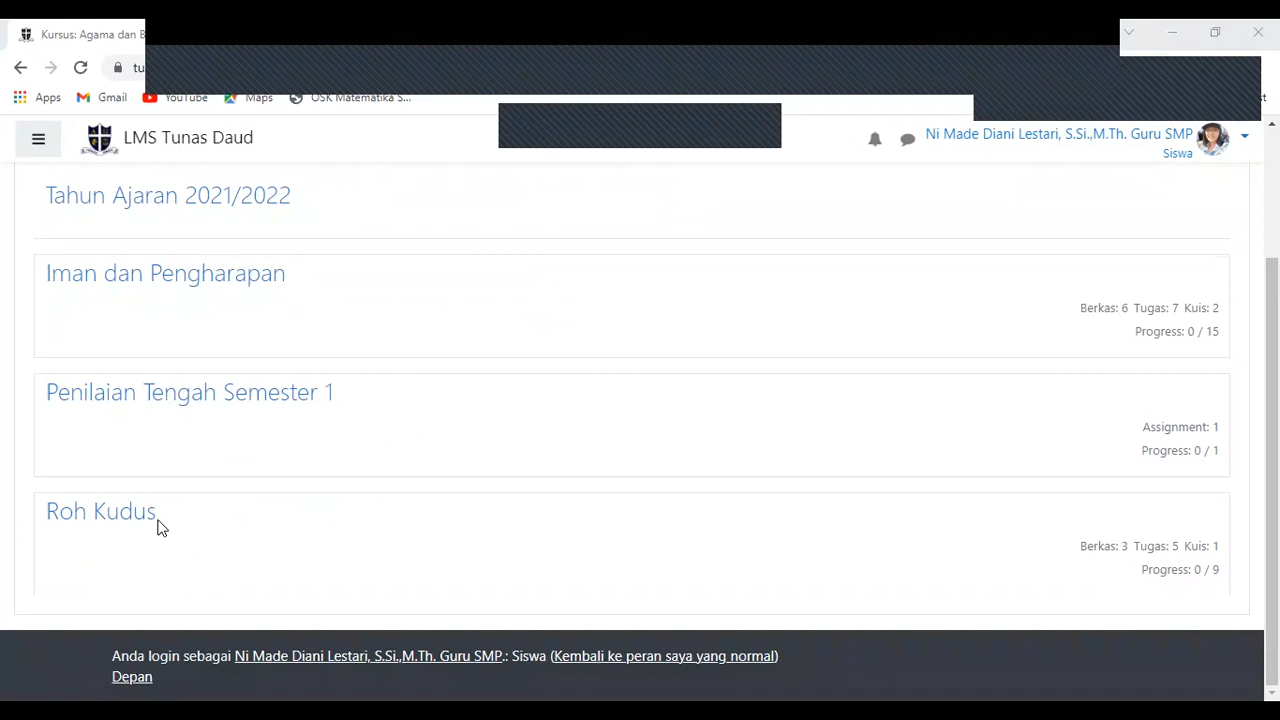 Kursus: Agama dan B
tu
Apps Gmail YouTube Maps OSK Matematika S...
LMS Tunas Daud
Ni Made Diani Lestari, S.Si.,M.Th. Guru SMP
Siswa
Tahun Ajaran 2021/2022
Iman dan Pengharapan
Berkas: 6 Tugas: 7 Kuis: 2
Progress: 0 / 15
Penilaian Tengah Semester 1
Assignment: 1
Progress: 0 / 1
Roh Kudus
Berkas: 3 Tugas: 5 Kuis: 1
Progress: 0 / 9
Anda login sebagai Ni Made Diani Lestari, S.Si.,M.Th. Guru SMP.: Siswa (Kembali ke peran saya yang normal)
Depan